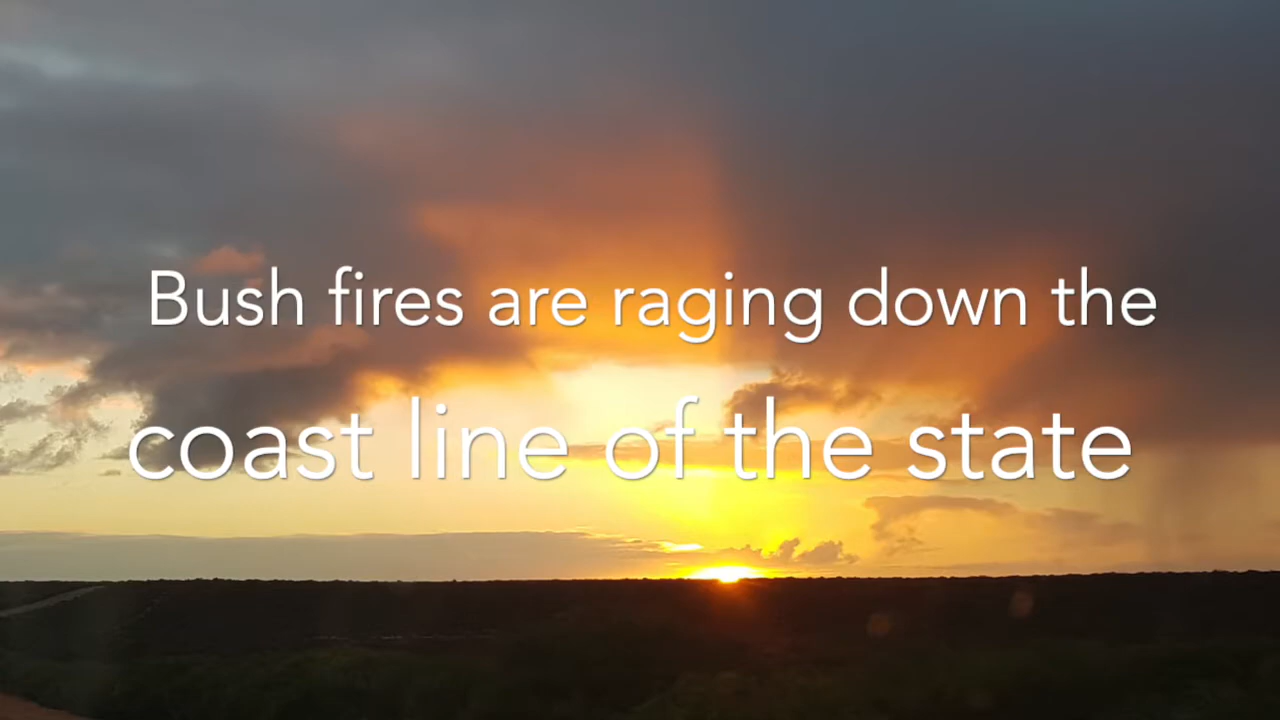 Bush fires are raging down the
coast line of the state